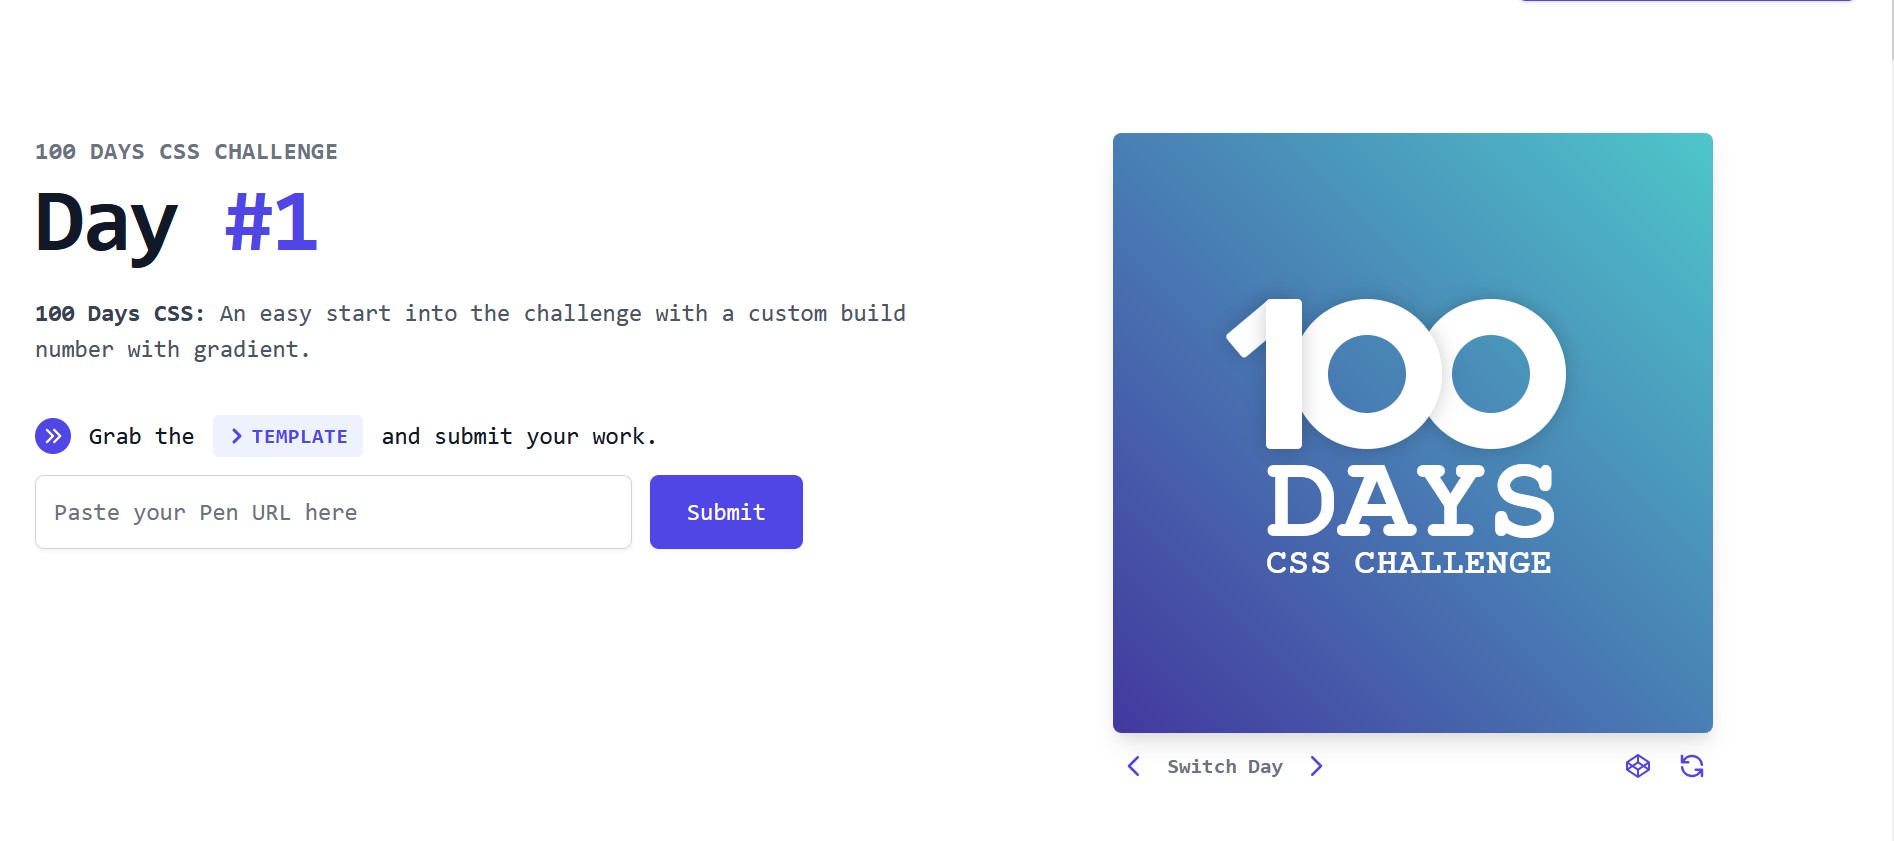 100 DAYS CSS CHALLENGE
Day #1
100 Days CSS: An easy start into the challenge with a custom build
number with gradient.
Grab the TEMPLATE and submit your work.
Paste your Pen URL here
Submit
100
DAYS
CSS CHALLENGE
Switch Day